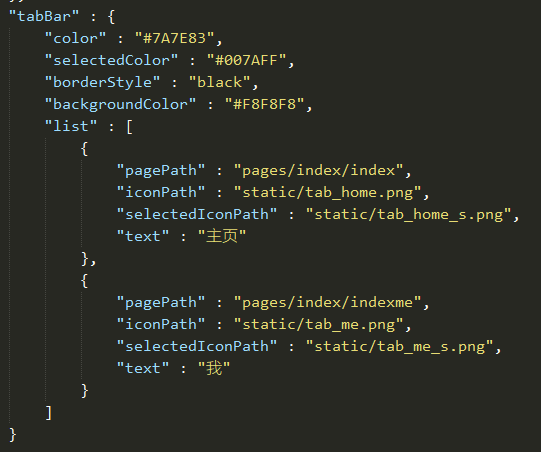 "tabBar" : {
"color" : "#7A7E83",
"selectedColor" : "#007AFF",
"borderStyle" : "black",
"backgroundColor" : "#F8F8F8",
"list" : [
{
"pagePath" : "pages/index/index",
"iconPath" : "static/tab_home.png",
"selectedIconPath" : "static/tab_home_s.png",
"text" : "主页"
},
{
"pagePath" : "pages/index/indexme",
"iconPath" : "static/tab_me.png",
"selectedIconPath" : "static/tab_me_s.png",
"text" : "我"
}
]
}